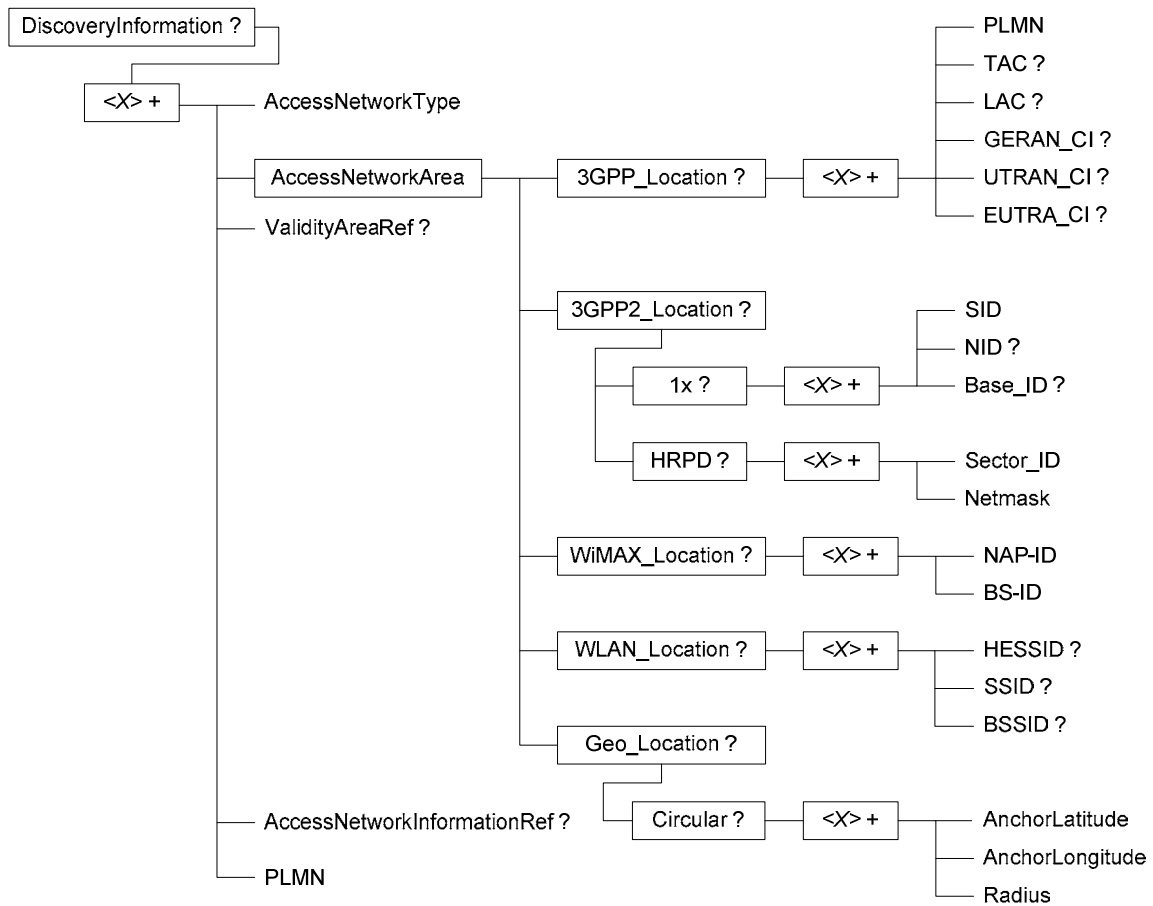 DiscoveryInformation ?
<X> +
AccessNetworkType
AccessNetworkArea
3GPP_Location ?
<X> +
PLMN
TAC ?
LAC ?
GERAN_CI ?
UTRAN_CI ?
EUTRA_CI ?
ValidityAreaRef ?
3GPP2_Location ?
1x ?
<X> +
SID
NID ?
Base_ID ?
HRPD ?
<X> +
Sector_ID
Netmask
WiMAX_Location ?
<X> +
NAP-ID
BS-ID
WLAN_Location ?
<X> +
HESSID ?
SSID ?
BSSID ?
Geo_Location ?
Circular ?
<X> +
AnchorLatitude
AnchorLongitude
Radius
AccessNetworkInformationRef ?
PLMN